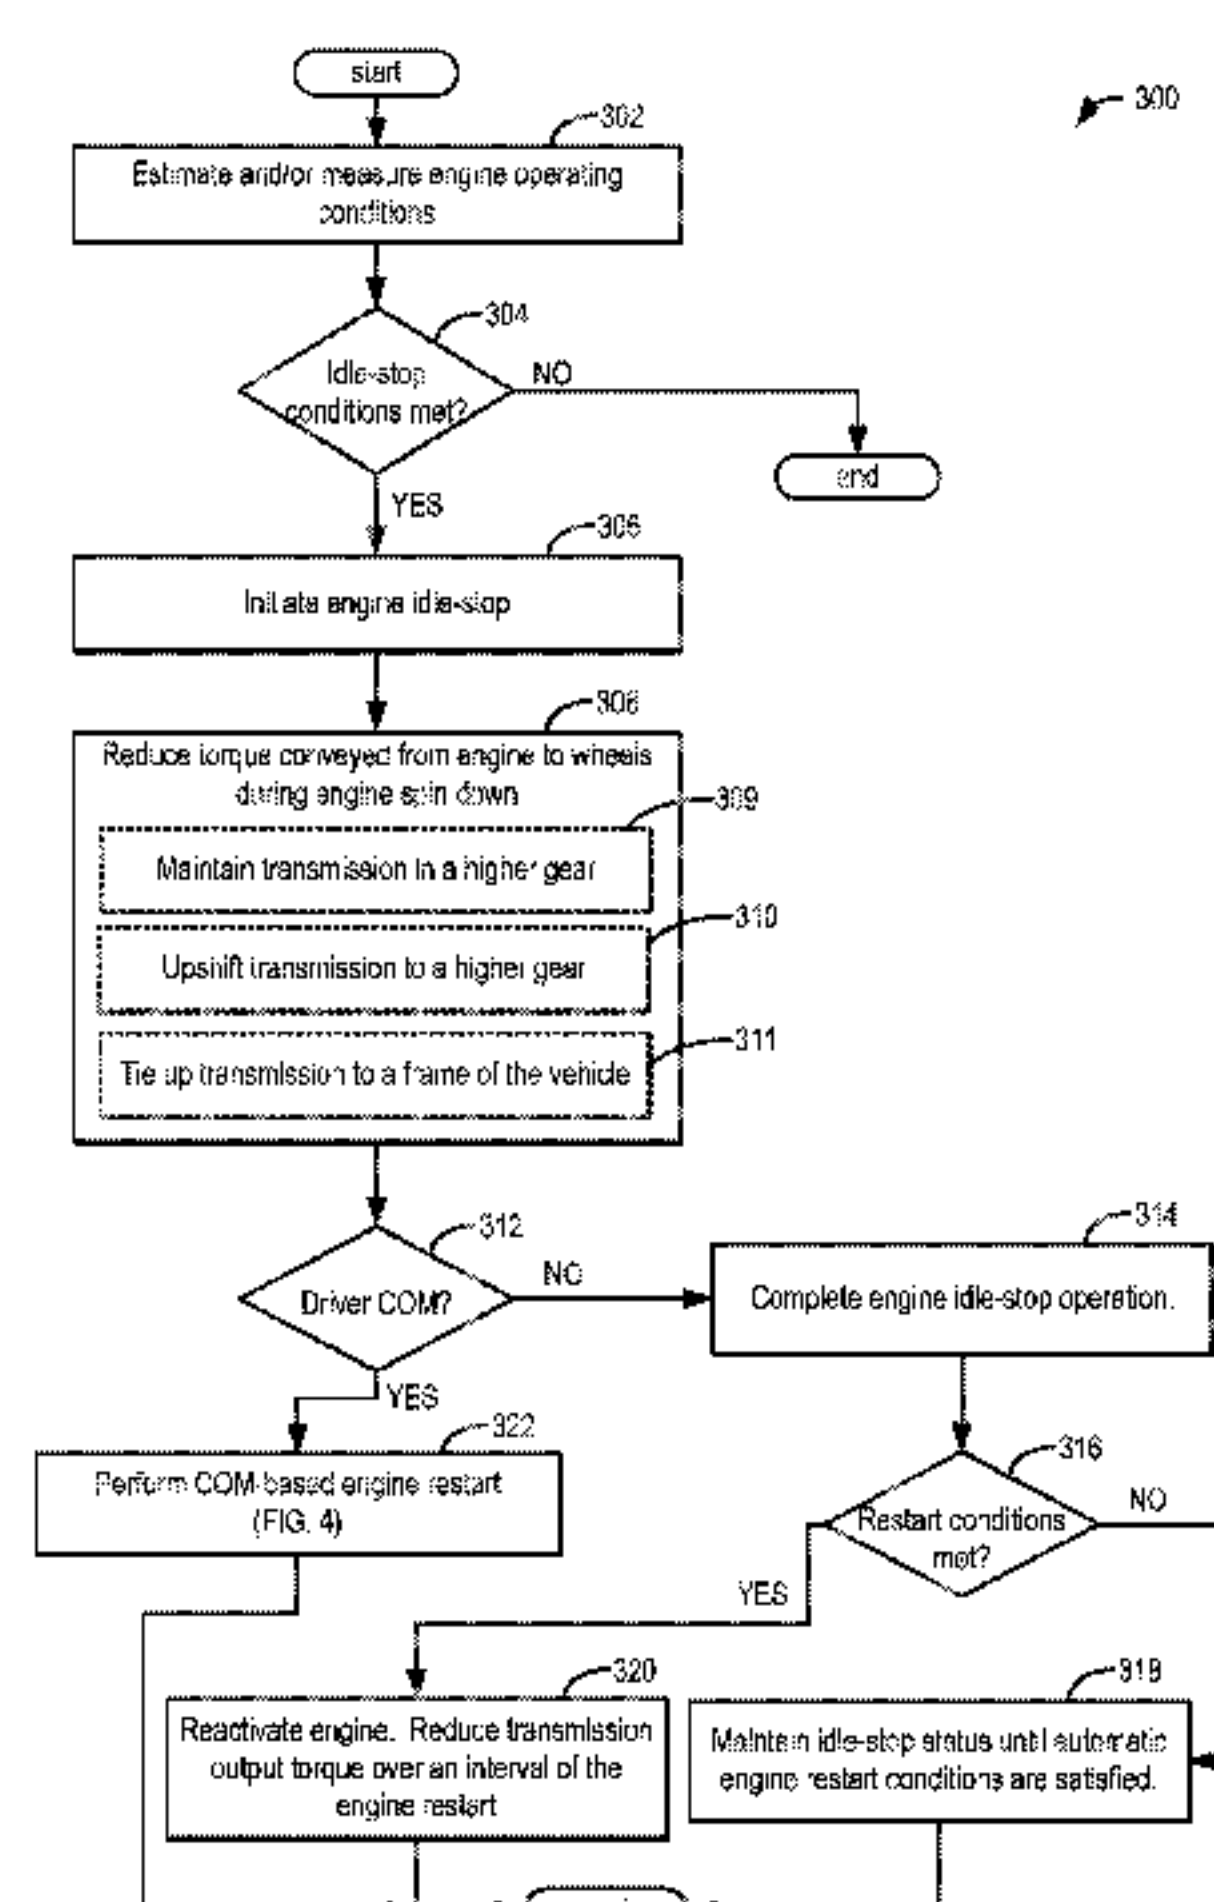 start
300
302
Estimate and/or measure engine operating
conditions
304
Idle-stop
conditions met?
NO
end
YES
306
Initiate engine idle-stop
308
Reduce torque conveyed from engine to wheels
during engine spin down
309
Maintain transmission in a higher gear
310
Upshift transmission to a higher gear
311
Tie up transmission to a frame of the vehicle
312
Driver COM?
NO
314
Complete engine idle-stop operation.
YES
322
Perform COM-based engine restart
(FIG. 4)
316
Restart conditions
met?
NO
YES
320
Reactivate engine. Reduce transmission
output torque over an interval of the
engine restart
318
Maintain idle-stop status until automatic
engine restart conditions are satisfied.